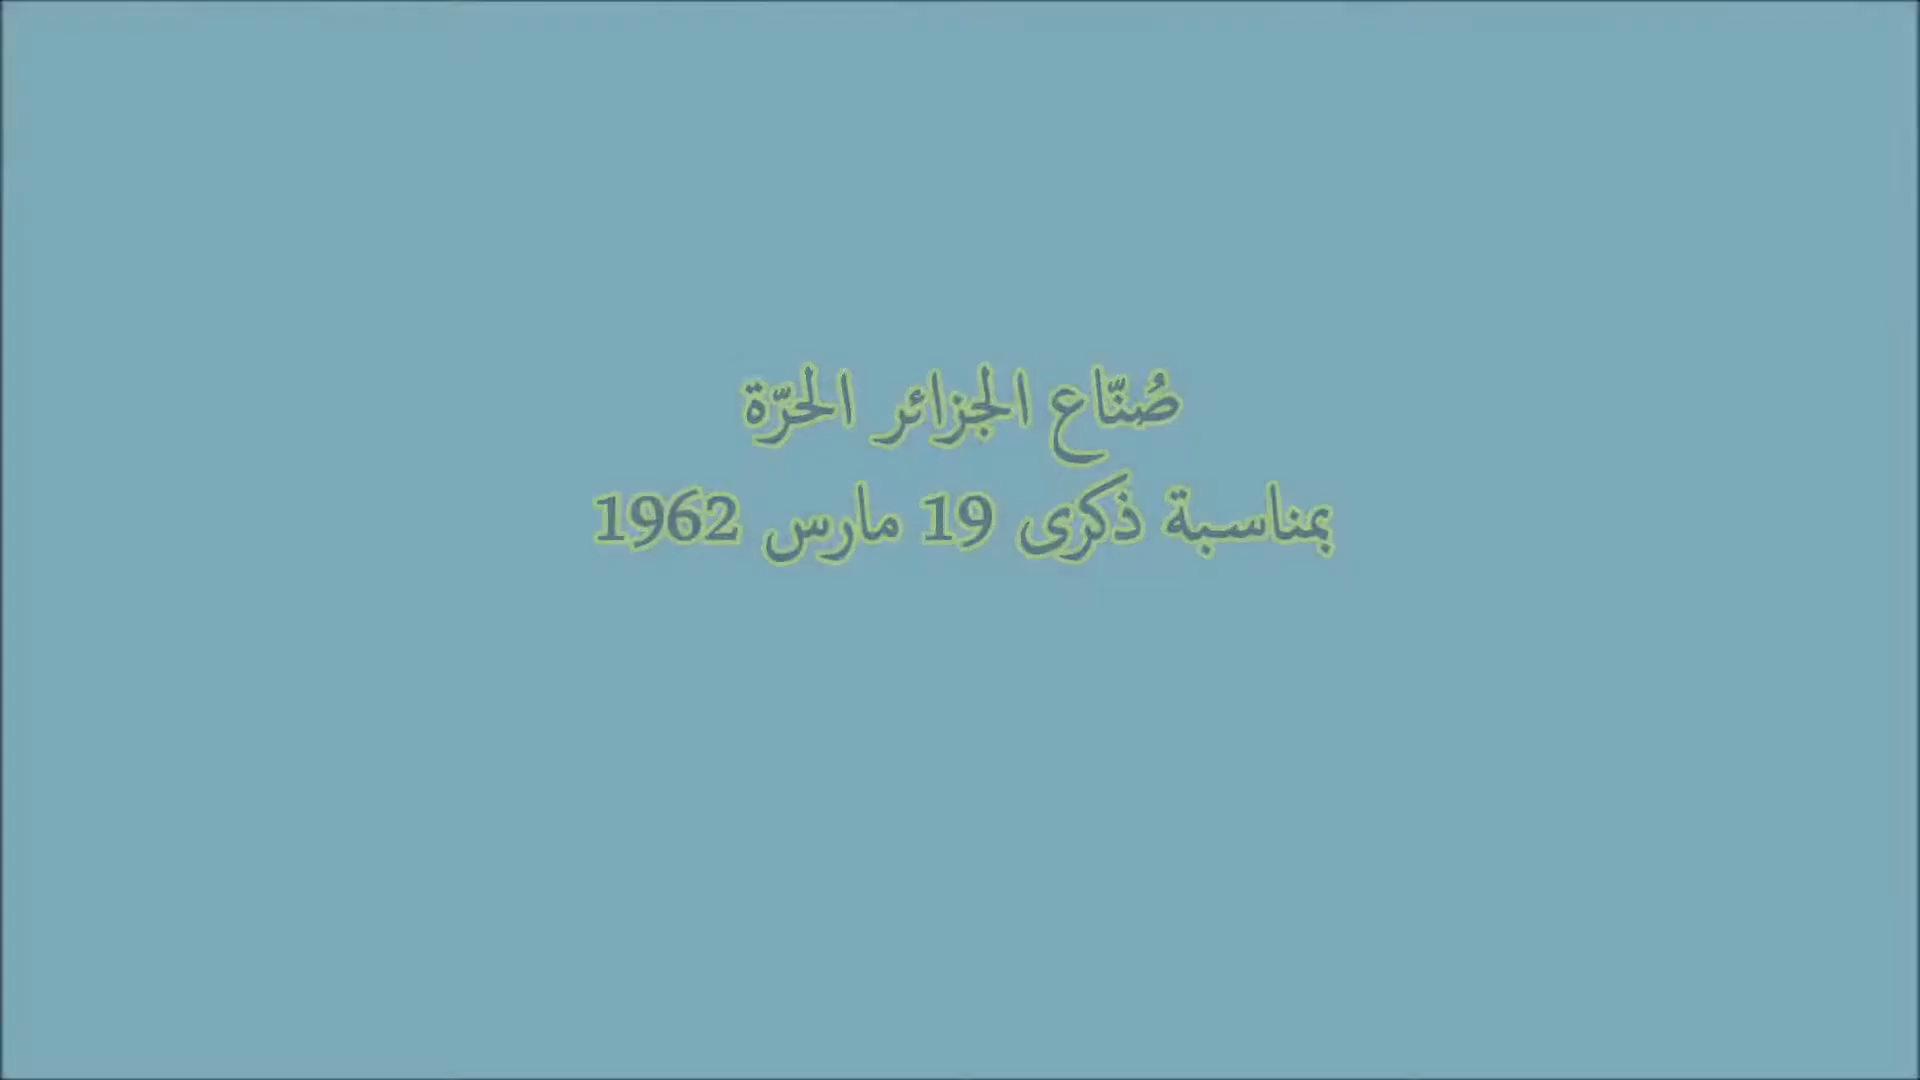 صُنّاع الجزائر الحرّة
بمناسبة ذكرى 19 مارس 1962